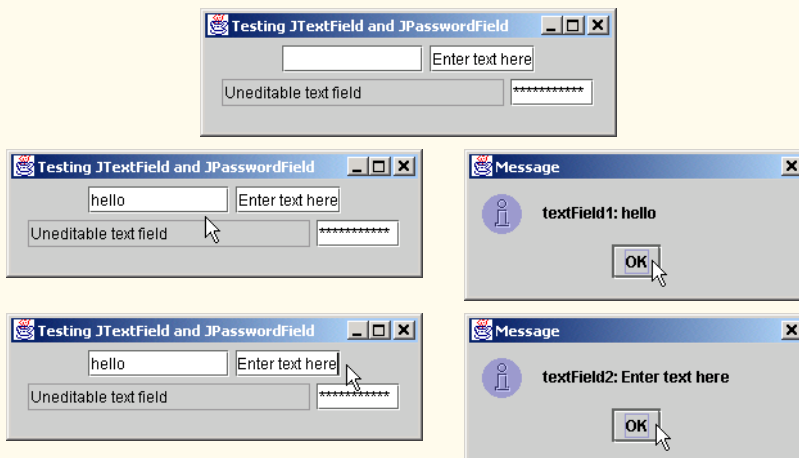 Testing JTextField and JPasswordField
Enter text here
Uneditable text field ***********
Testing JTextField and JPasswordField
hello Enter text here
Uneditable text field ***********
Message
textField1: hello
OK
Testing JTextField and JPasswordField
hello Enter text here
Uneditable text field ***********
Message
textField2: Enter text here
OK